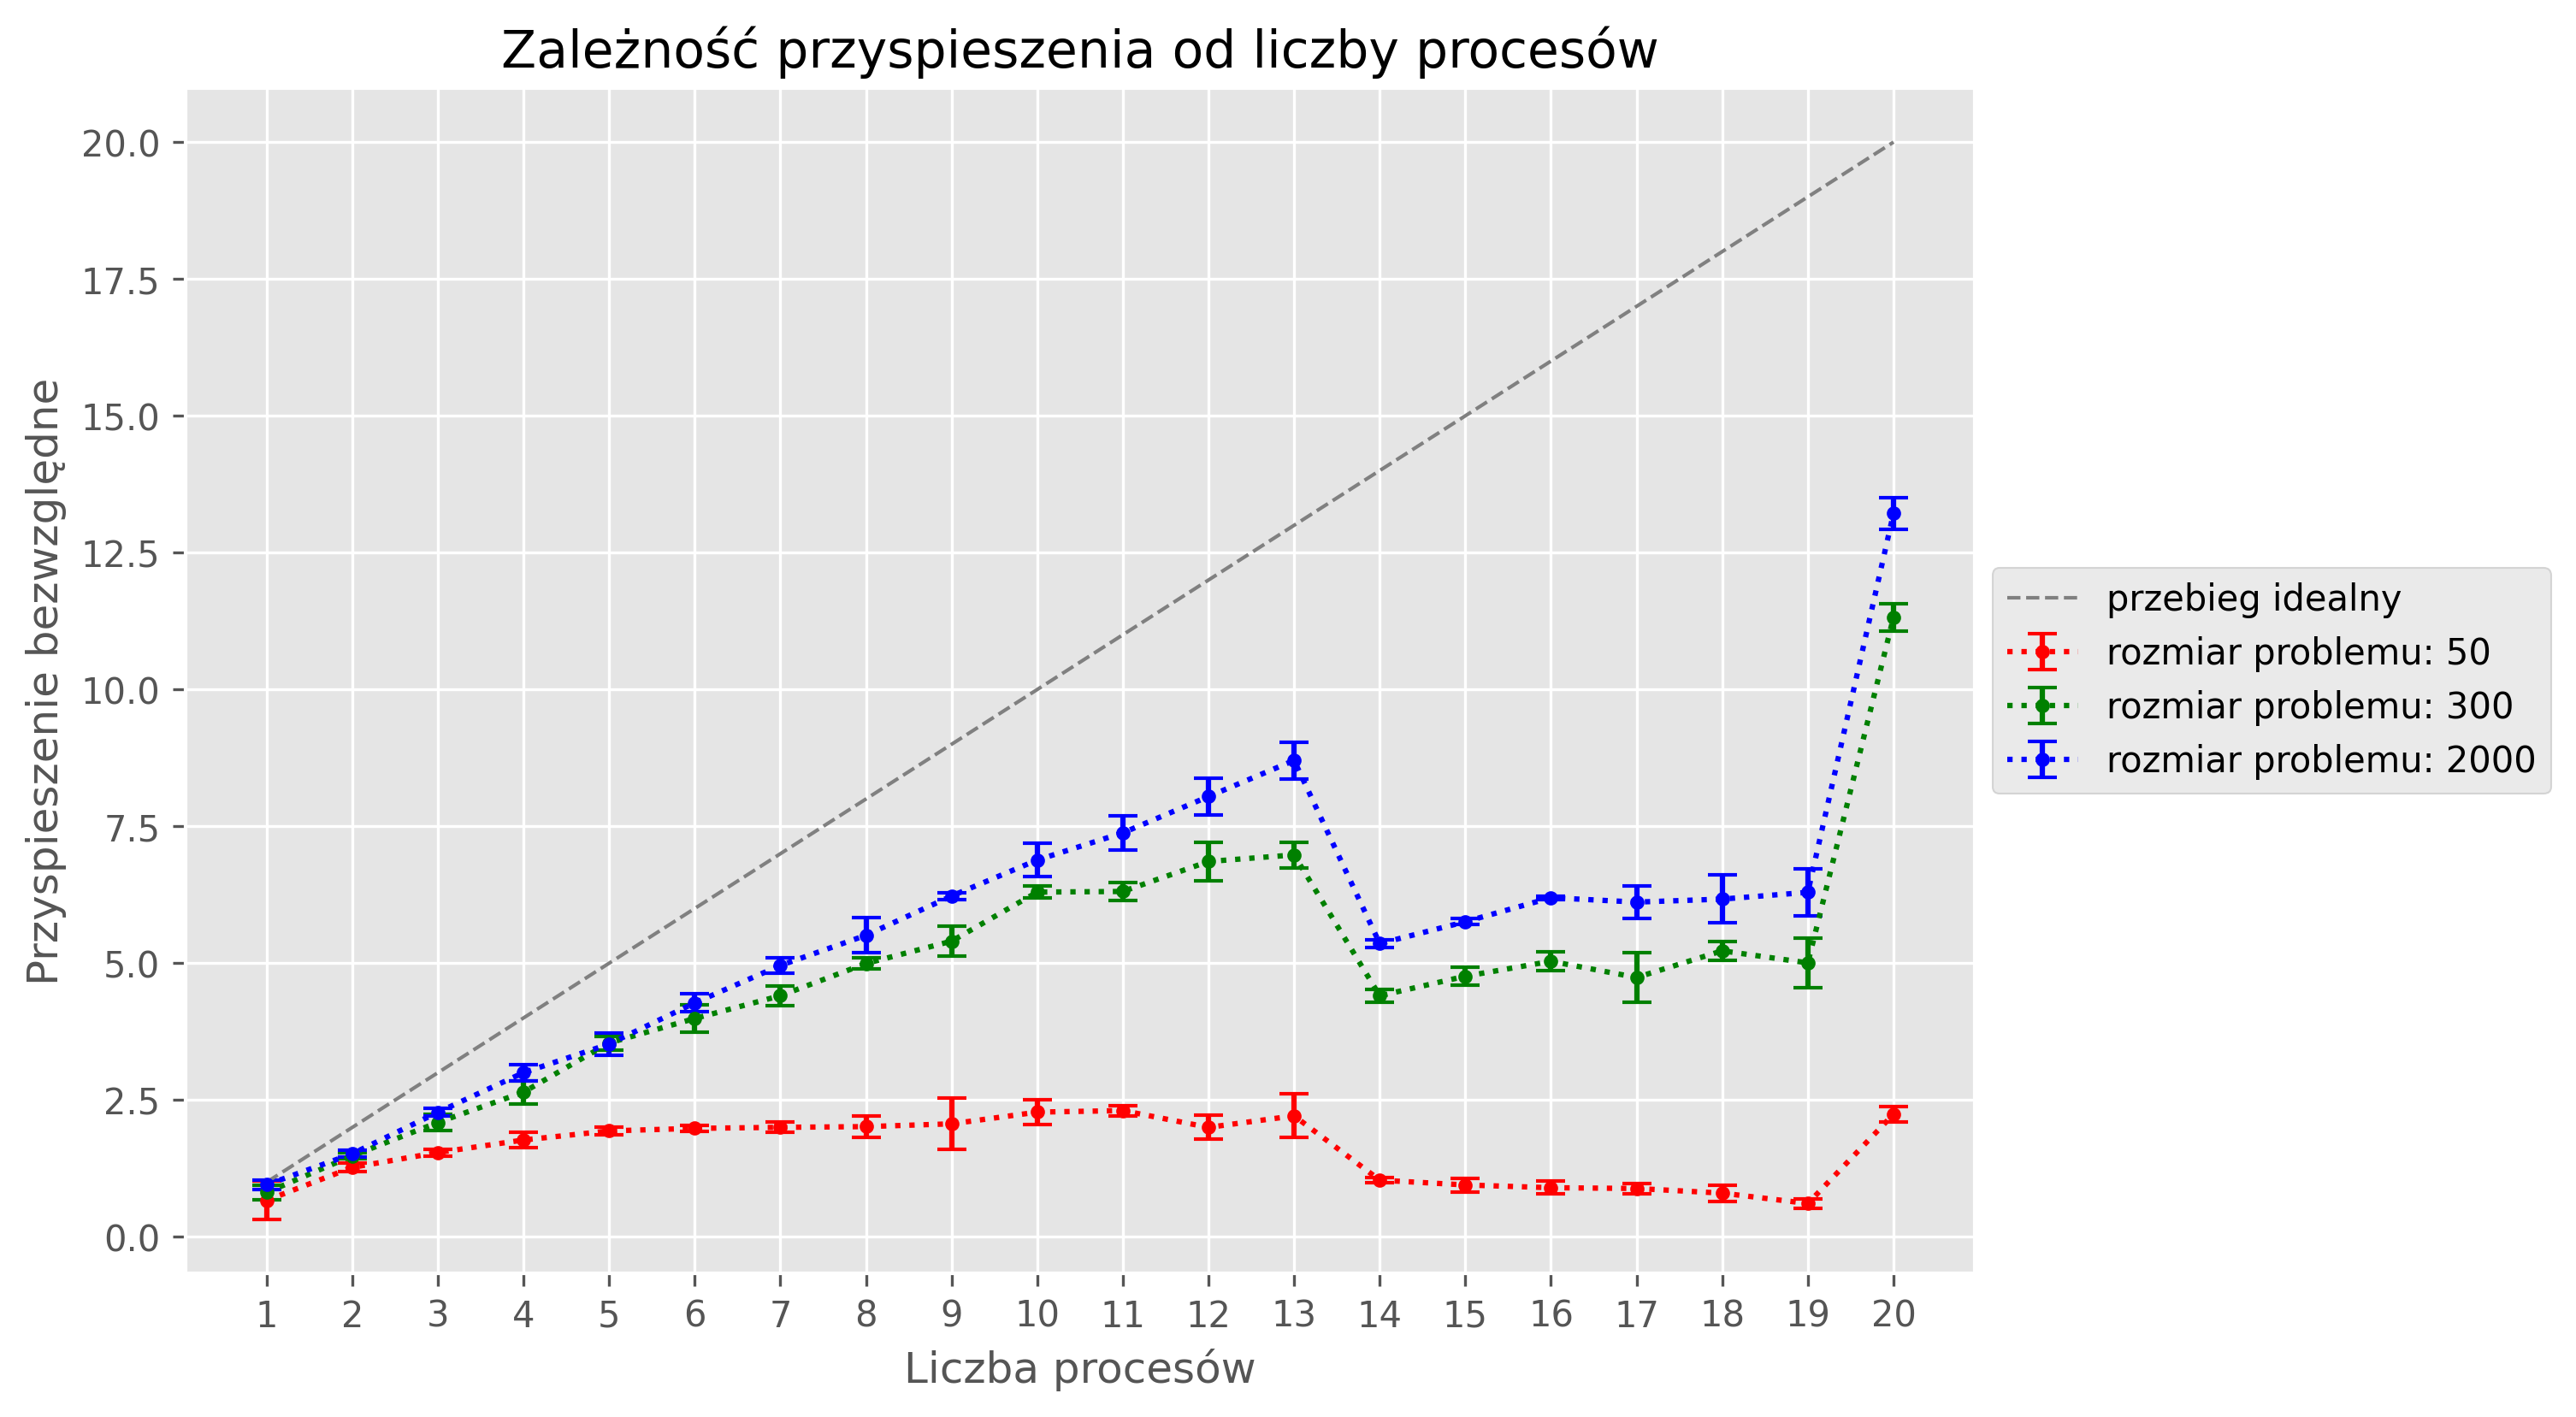 Zależność przyspieszenia od liczby procesów
Przyspieszenie bezwzględne
20.0
17.5
15.0
12.5
10.0
7.5
5.0
2.5
0.0
1 2 3 4 5 6 7 8 9 10 11 12 13 14 15 16 17 18 19 20
Liczba procesów
przebieg idealny
rozmiar problemu: 50
rozmiar problemu: 300
rozmiar problemu: 2000